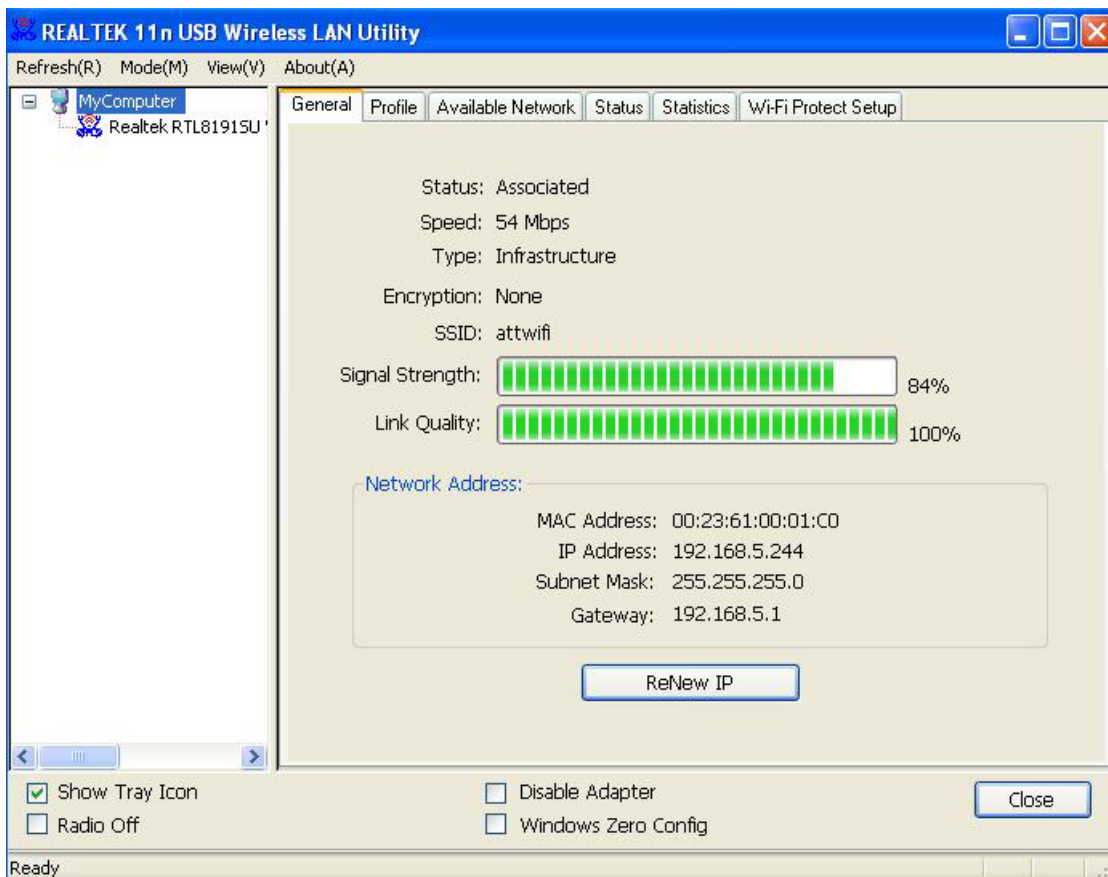 REALTEK 11n USB Wireless LAN Utility
Refresh(R) Mode(M) View(V) About(A)
MyComputer
Realtek RTL8191SU '
General Profile Available Network Status Statistics Wi-Fi Protect Setup
Status: Associated
Speed: 54 Mbps
Type: Infrastructure
Encryption: None
SSID: attwifi
Signal Strength: 84%
Link Quality: 100%
Network Address:
MAC Address: 00:23:61:00:01:C0
IP Address: 192.168.5.244
Subnet Mask: 255.255.255.0
Gateway: 192.168.5.1
ReNew IP
Show Tray Icon Disable Adapter Close
Radio Off Windows Zero Config
Ready